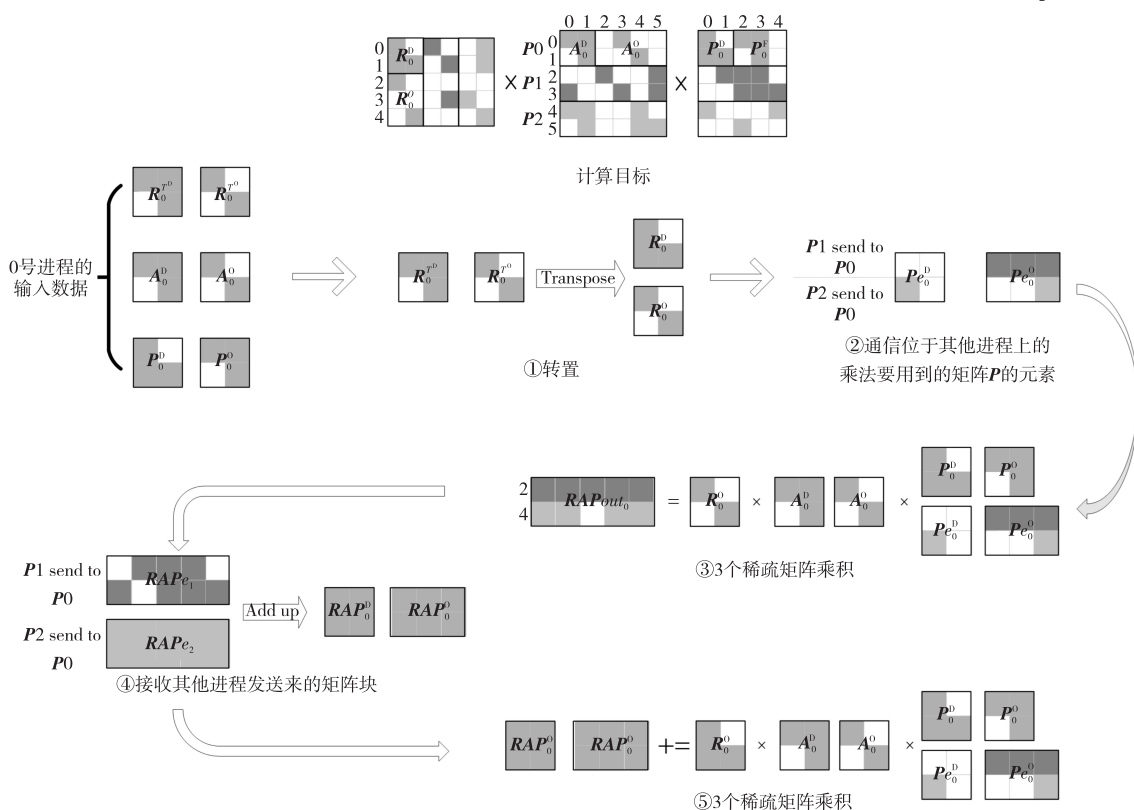 0 1 2 3 4 5
0 1 2 3 4
0
1
2
3
4
R₀ᴰ
R₀ᴼ
×
P0
P1
P2
0
1
2
3
4
5
A₀ᴰ
A₀ᴼ
×
P₀ᴰ
P₀ᶠ
计算目标
0号进程的
输入数据
R₀ᵀᴰ
R₀ᵀᴼ
A₀ᴰ
A₀ᴼ
P₀ᴰ
P₀ᴼ
R₀ᵀᴰ
R₀ᵀᴼ
Transpose
R₀ᴰ
R₀ᴼ
①转置
P1 send to
P0
P2 send to
P0
Pe₀ᴰ
Pe₀ᴼ
②通信位于其他进程上的
乘法要用到的矩阵P的元素
2
4
RAPout₀ = R₀ᴼ × A₀ᴰ A₀ᴼ ×
P₀ᴰ P₀ᴼ
Pe₀ᴰ Pe₀ᴼ
③3个稀疏矩阵乘积
P1 send to
P0
RAPe₁
P2 send to
P0
RAPe₂
Add up
RAP₀ᴰ RAP₀ᴼ
④接收其他进程发送来的矩阵块
RAP₀ᴼ RAP₀ᴼ += R₀ᴼ × A₀ᴰ A₀ᴼ ×
P₀ᴰ P₀ᴼ
Pe₀ᴰ Pe₀ᴼ
⑤3个稀疏矩阵乘积